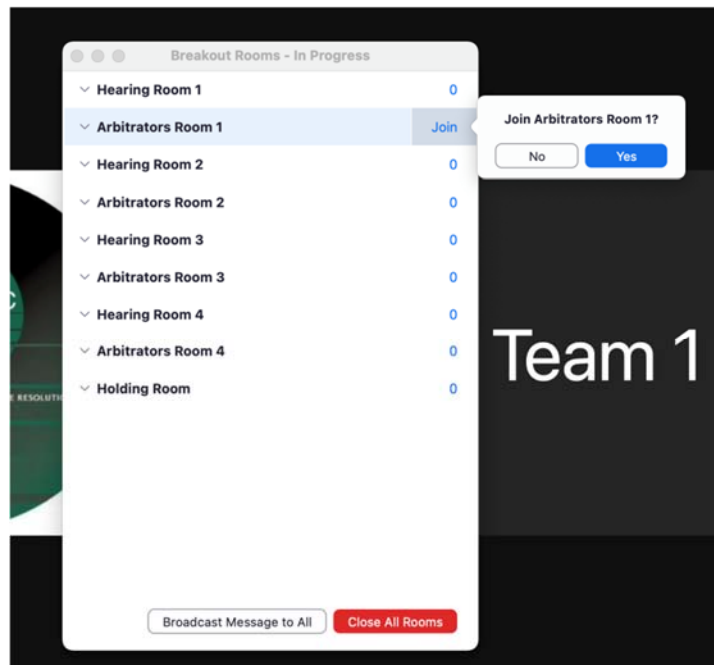 Breakout Rooms - In Progress
Hearing Room 1 0
Arbitrators Room 1 Join
Join Arbitrators Room 1?
No Yes
Hearing Room 2 0
Arbitrators Room 2 0
Hearing Room 3 0
Arbitrators Room 3 0
Hearing Room 4 0
Arbitrators Room 4 0
Holding Room 0
Team 1
C
E RESOLUTI
Broadcast Message to All Close All Rooms